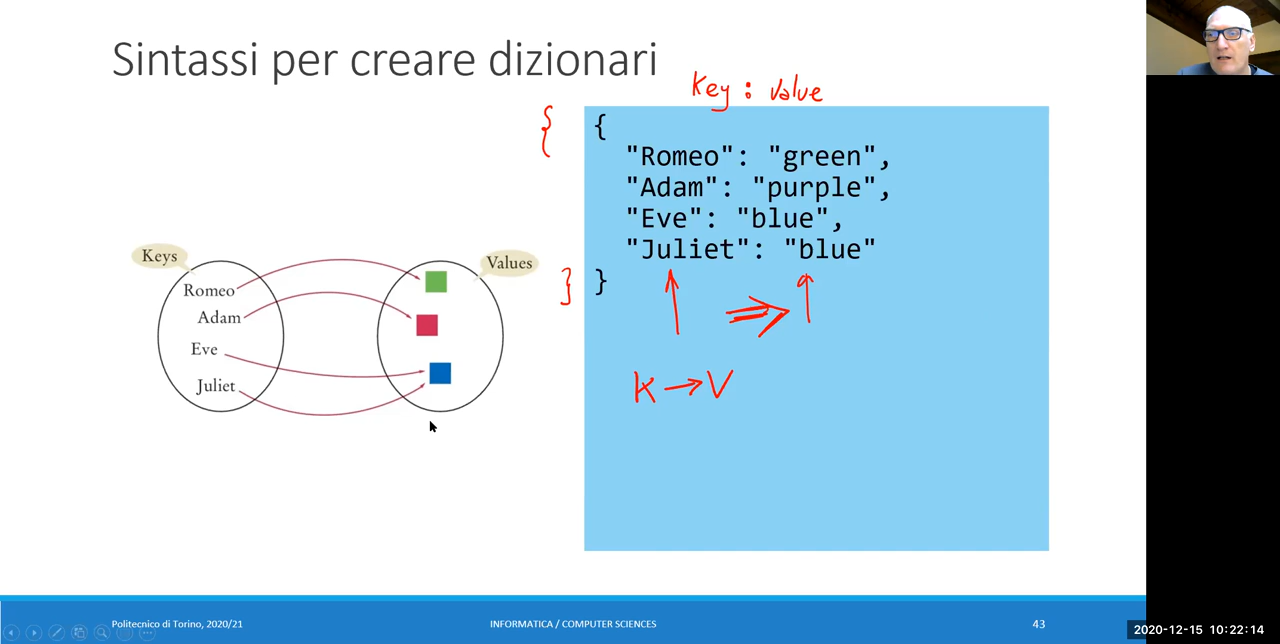 Sintassi per creare dizionari
Key : value
{
{
"Romeo": "green",
"Adam": "purple",
"Eve": "blue",
"Juliet": "blue"
}
}
K → V
Keys
Values
Romeo
Adam
Eve
Juliet
Politecnico di Torino, 2020/21
INFORMATICA / COMPUTER SCIENCES
43
2020-12-15 10:22:14